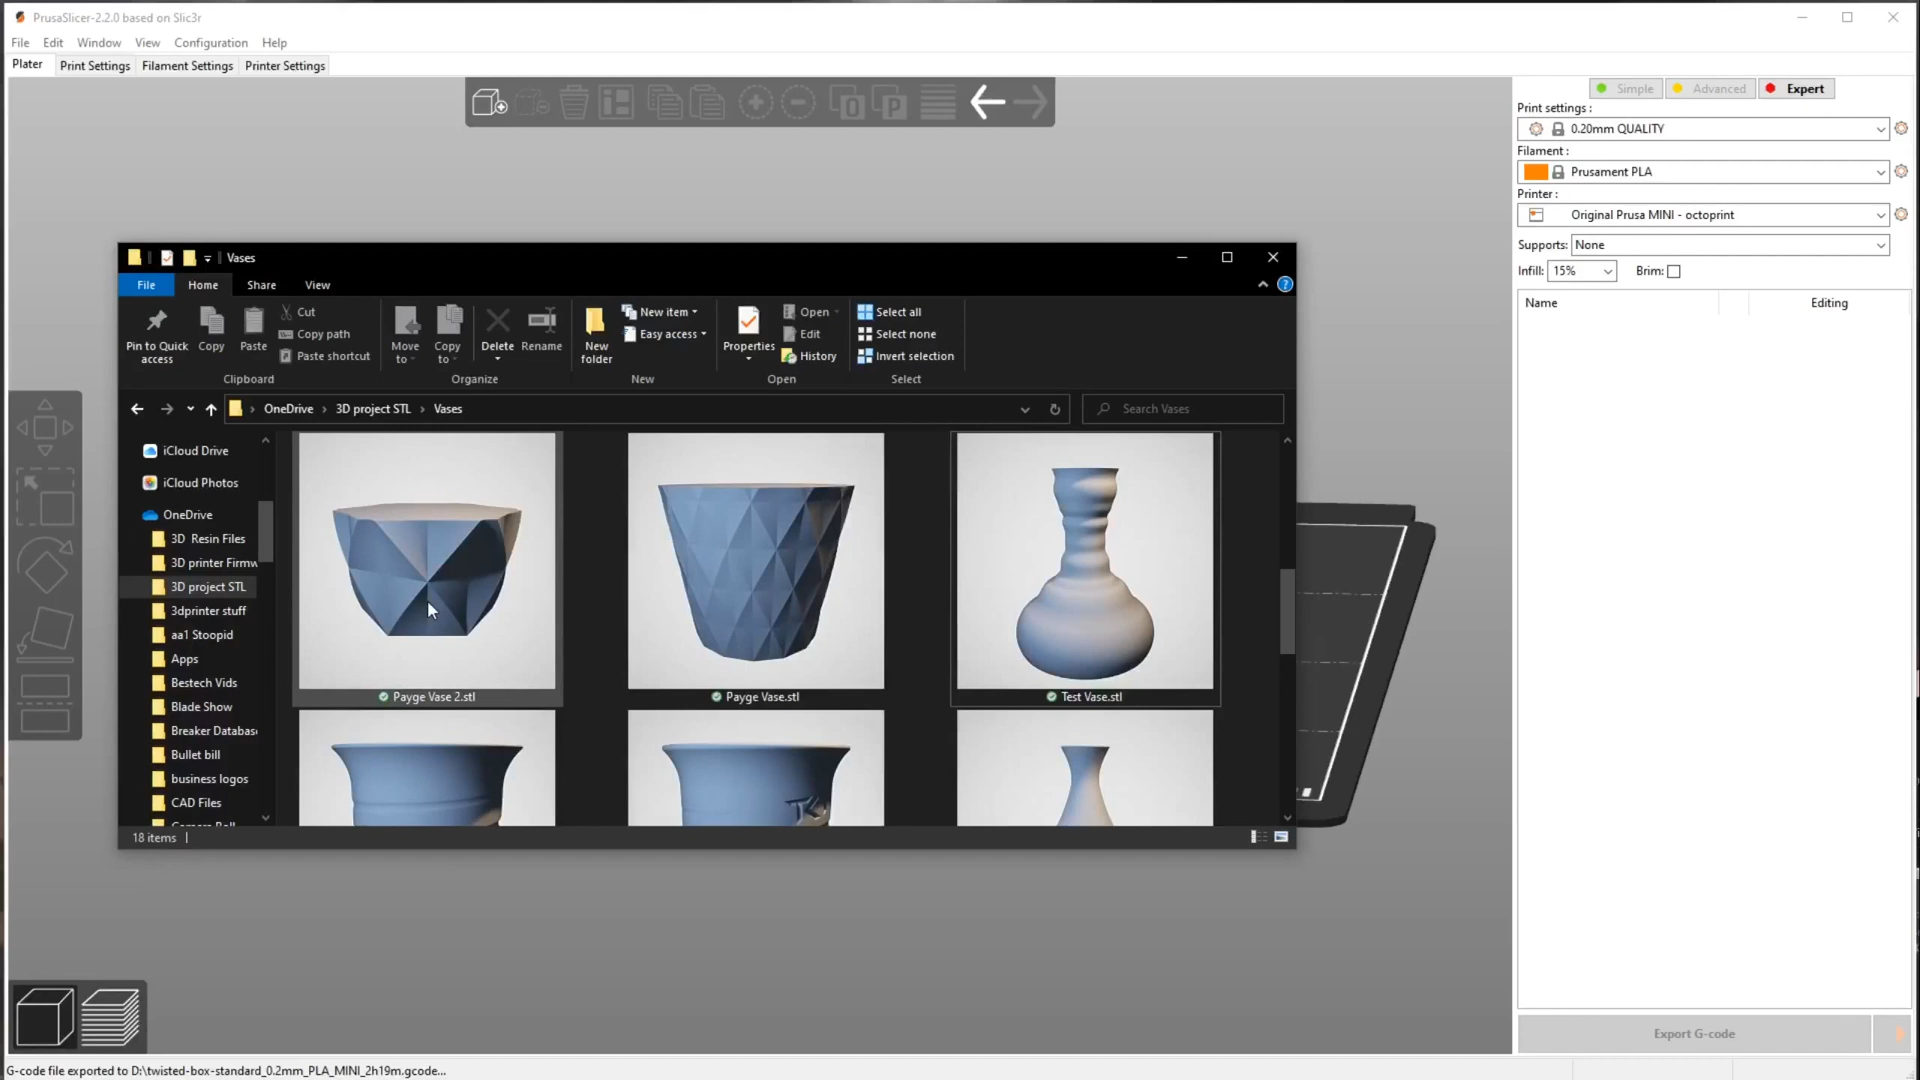 PrusaSlicer-2.2.0 based on Slic3r
File Edit Window View Configuration Help
Plater Print Settings Filament Settings Printer Settings
Simple Advanced Expert
Print settings :
0.20mm QUALITY
Filament :
Prusament PLA
Printer :
Original Prusa MINI - octoprint
Supports: None
Infill: 15% Brim:
Name Editing
Vases
File Home Share View
Pin to Quick access
Copy
Paste
Cut
Copy path
Paste shortcut
Clipboard
Move to
Copy to
Delete
Rename
Organize
New folder
New item
Easy access
New
Properties
Open
Edit
History
Open
Select all
Select none
Invert selection
Select
OneDrive › 3D project STL › Vases
Search Vases
iCloud Drive
iCloud Photos
OneDrive
3D Resin Files
3D printer Firmw
3D project STL
3dprinter stuff
aa1 Stoopid
Apps
Bestech Vids
Blade Show
Breaker Databas
Bullet bill
business logos
CAD Files
Payge Vase 2.stl
Payge Vase.stl
Test Vase.stl
18 items
Export G-code
G-code file exported to D:\twisted-box-standard_0.2mm_PLA_MINI_2h19m.gcode...